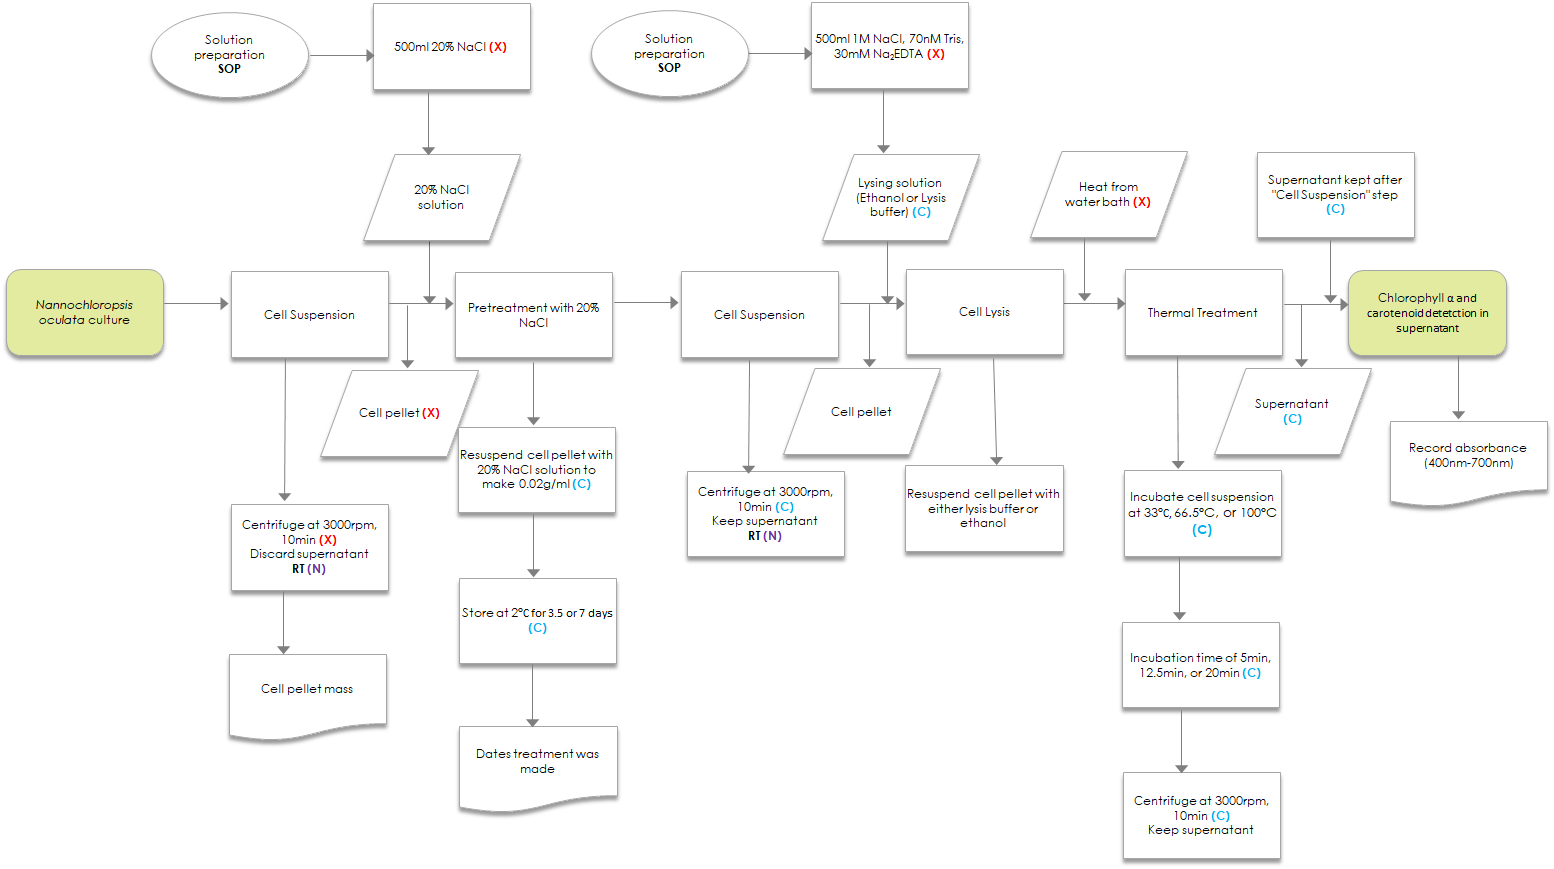 Solution
preparation
SOP
500ml 20% NaCl (X)
Solution
preparation
SOP
500ml 1M NaCl, 70nM Tris,
30mM Na₂EDTA (X)
20% NaCl
solution
Lysing solution
(Ethanol or Lysis
buffer) (C)
Heat from
water bath (X)
Supernatant kept after
"Cell Suspension" step
(C)
Nannochloropsis
oculata culture
Cell Suspension
Pretreatment with 20%
NaCl
Cell Suspension
Cell Lysis
Thermal Treatment
Chlorophyll α and
carotenoid detetction in
supernatant
Cell pellet (X)
Cell pellet
Supernatant
(C)
Record absorbance
(400nm-700nm)
Centrifuge at 3000rpm,
10min (X)
Discard supernatant
RT (N)
Resuspend cell pellet with
20% NaCl solution to
make 0.02g/ml (C)
Centrifuge at 3000rpm,
10min (C)
Keep supernatant
RT (N)
Resuspend cell pellet with
either lysis buffer or
ethanol
Incubate cell suspension
at 33°C, 66.5°C, or 100°C
(C)
Cell pellet mass
Store at 2°C for 3.5 or 7 days
(C)
Incubation time of 5min,
12.5min, or 20min (C)
Dates treatment was
made
Centrifuge at 3000rpm,
10min (C)
Keep supernatant